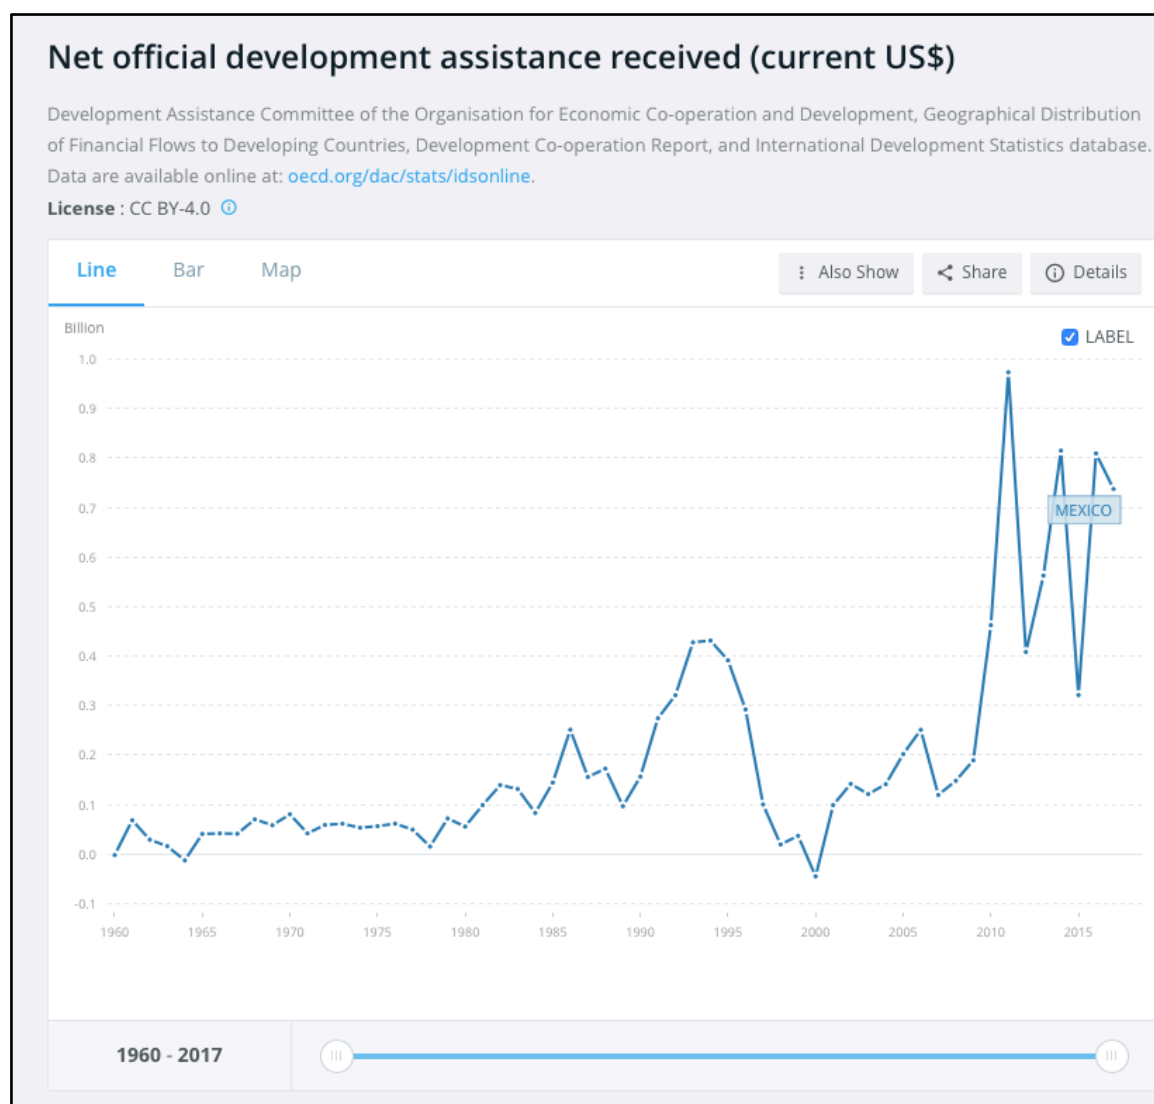 Net official development assistance received (current US$)
Development Assistance Committee of the Organisation for Economic Co-operation and Development, Geographical Distribution
of Financial Flows to Developing Countries, Development Co-operation Report, and International Development Statistics database.
Data are available online at: oecd.org/dac/stats/idsonline.
License : CC BY-4.0
Line Bar Map Also Show Share Details
Billion
LABEL
1.0
0.9
0.8
0.7
MEXICO
0.6
0.5
0.4
0.3
0.2
0.1
0.0
-0.1
1960 1965 1970 1975 1980 1985 1990 1995 2000 2005 2010 2015
1960 - 2017